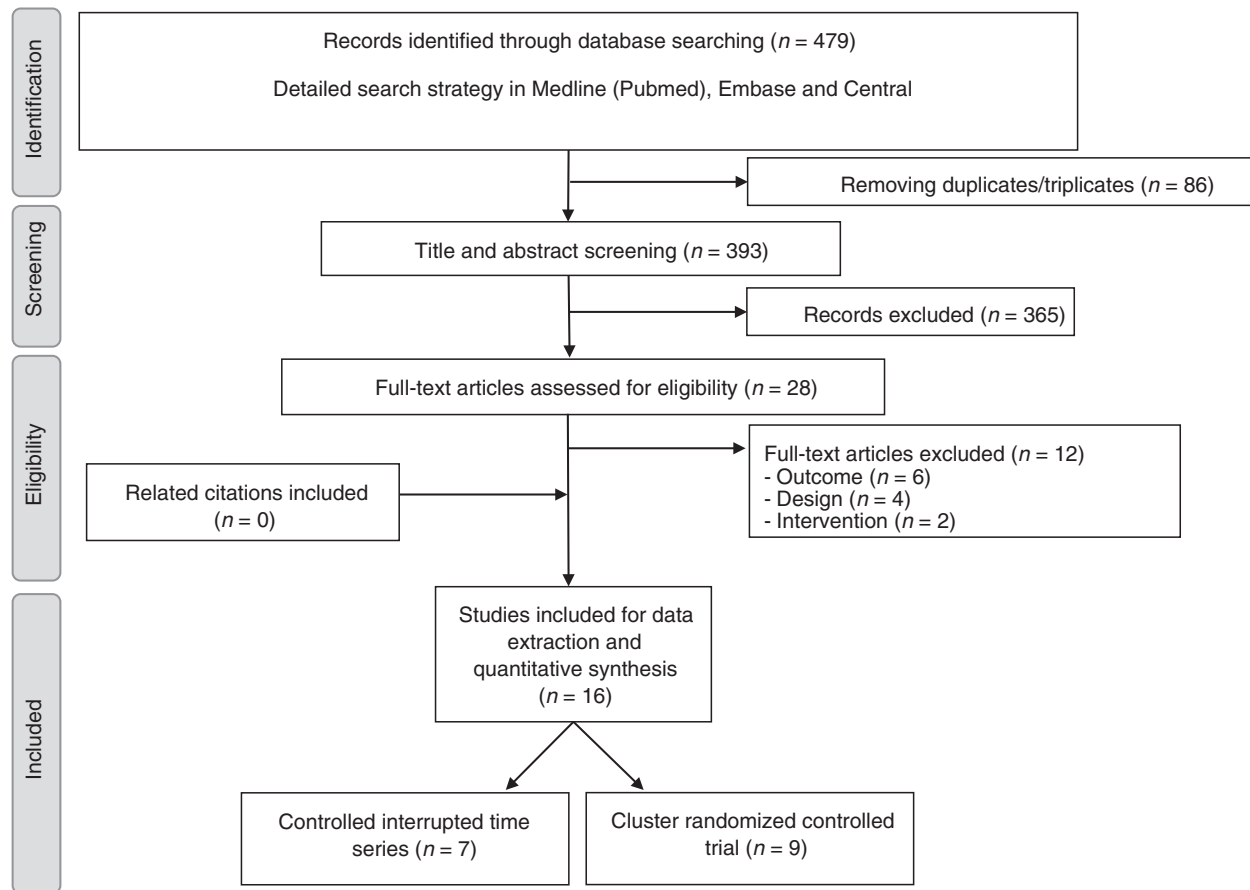 Identification
Records identified through database searching (n = 479)
Detailed search strategy in Medline (Pubmed), Embase and Central
Removing duplicates/triplicates (n = 86)
Screening
Title and abstract screening (n = 393)
Records excluded (n = 365)
Eligibility
Full-text articles assessed for eligibility (n = 28)
Full-text articles excluded (n = 12)
- Outcome (n = 6)
- Design (n = 4)
- Intervention (n = 2)
Related citations included
(n = 0)
Included
Studies included for data
extraction and
quantitative synthesis
(n = 16)
Controlled interrupted time
series (n = 7)
Cluster randomized controlled
trial (n = 9)